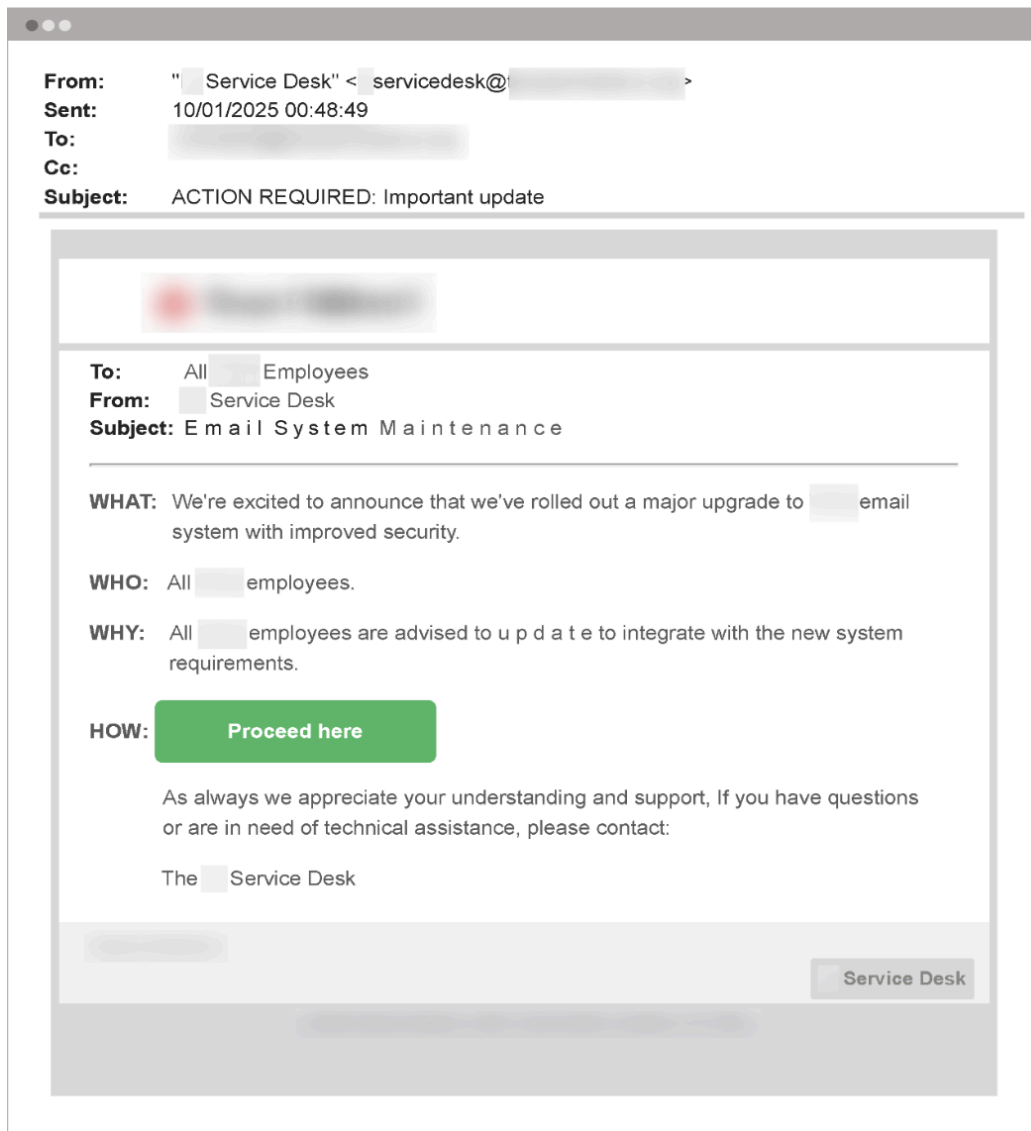 From: " Service Desk" < servicedesk@ >
Sent: 10/01/2025 00:48:49
To:
Cc:
Subject: ACTION REQUIRED: Important update
To: All Employees
From: Service Desk
Subject: E m a i l S y s t e m M a i n t e n a n c e
WHAT: We're excited to announce that we've rolled out a major upgrade to email
system with improved security.
WHO: All employees.
WHY: All employees are advised to u p d a t e to integrate with the new system
requirements.
HOW: Proceed here
As always we appreciate your understanding and support, If you have questions
or are in need of technical assistance, please contact:
The Service Desk
Service Desk